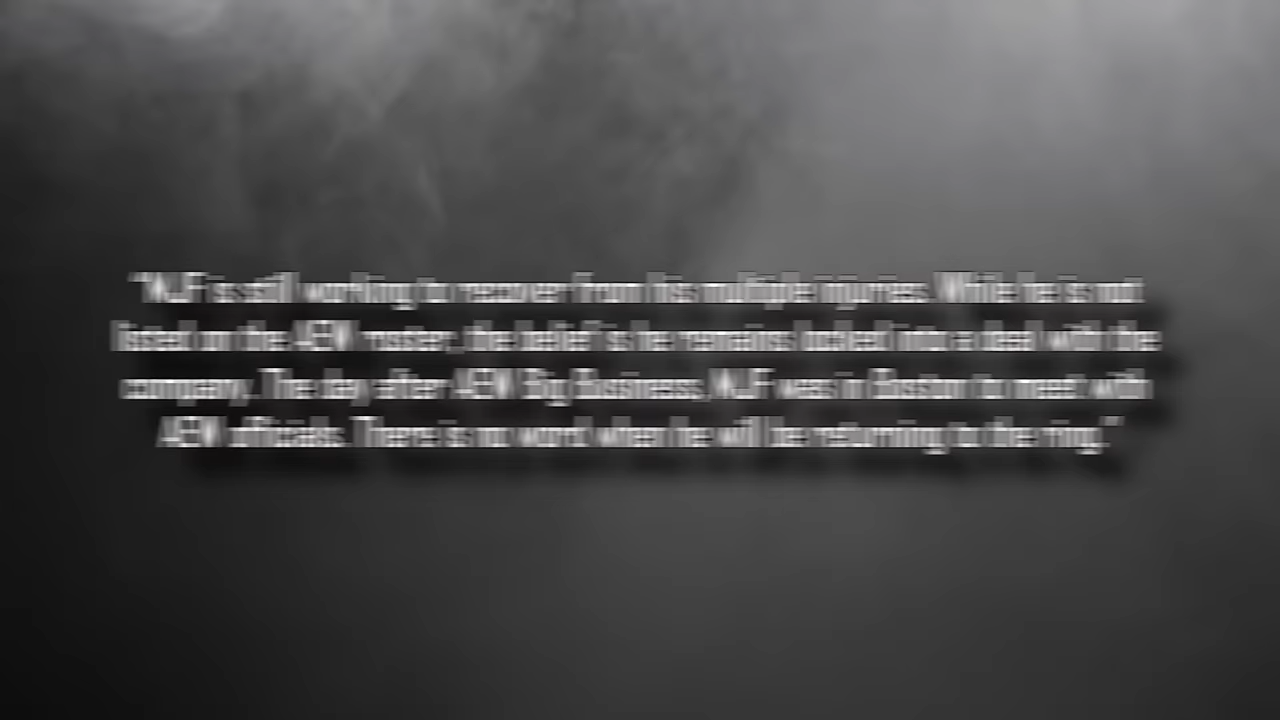 "MJF is still working to recover from his multiple injuries. While he is not
listed on the AEW roster, the belief is he remains locked into a deal with the
company. The day after AEW Big Business, MJF was in Boston to meet with
AEW officials. There is no word when he will be returning to the ring."